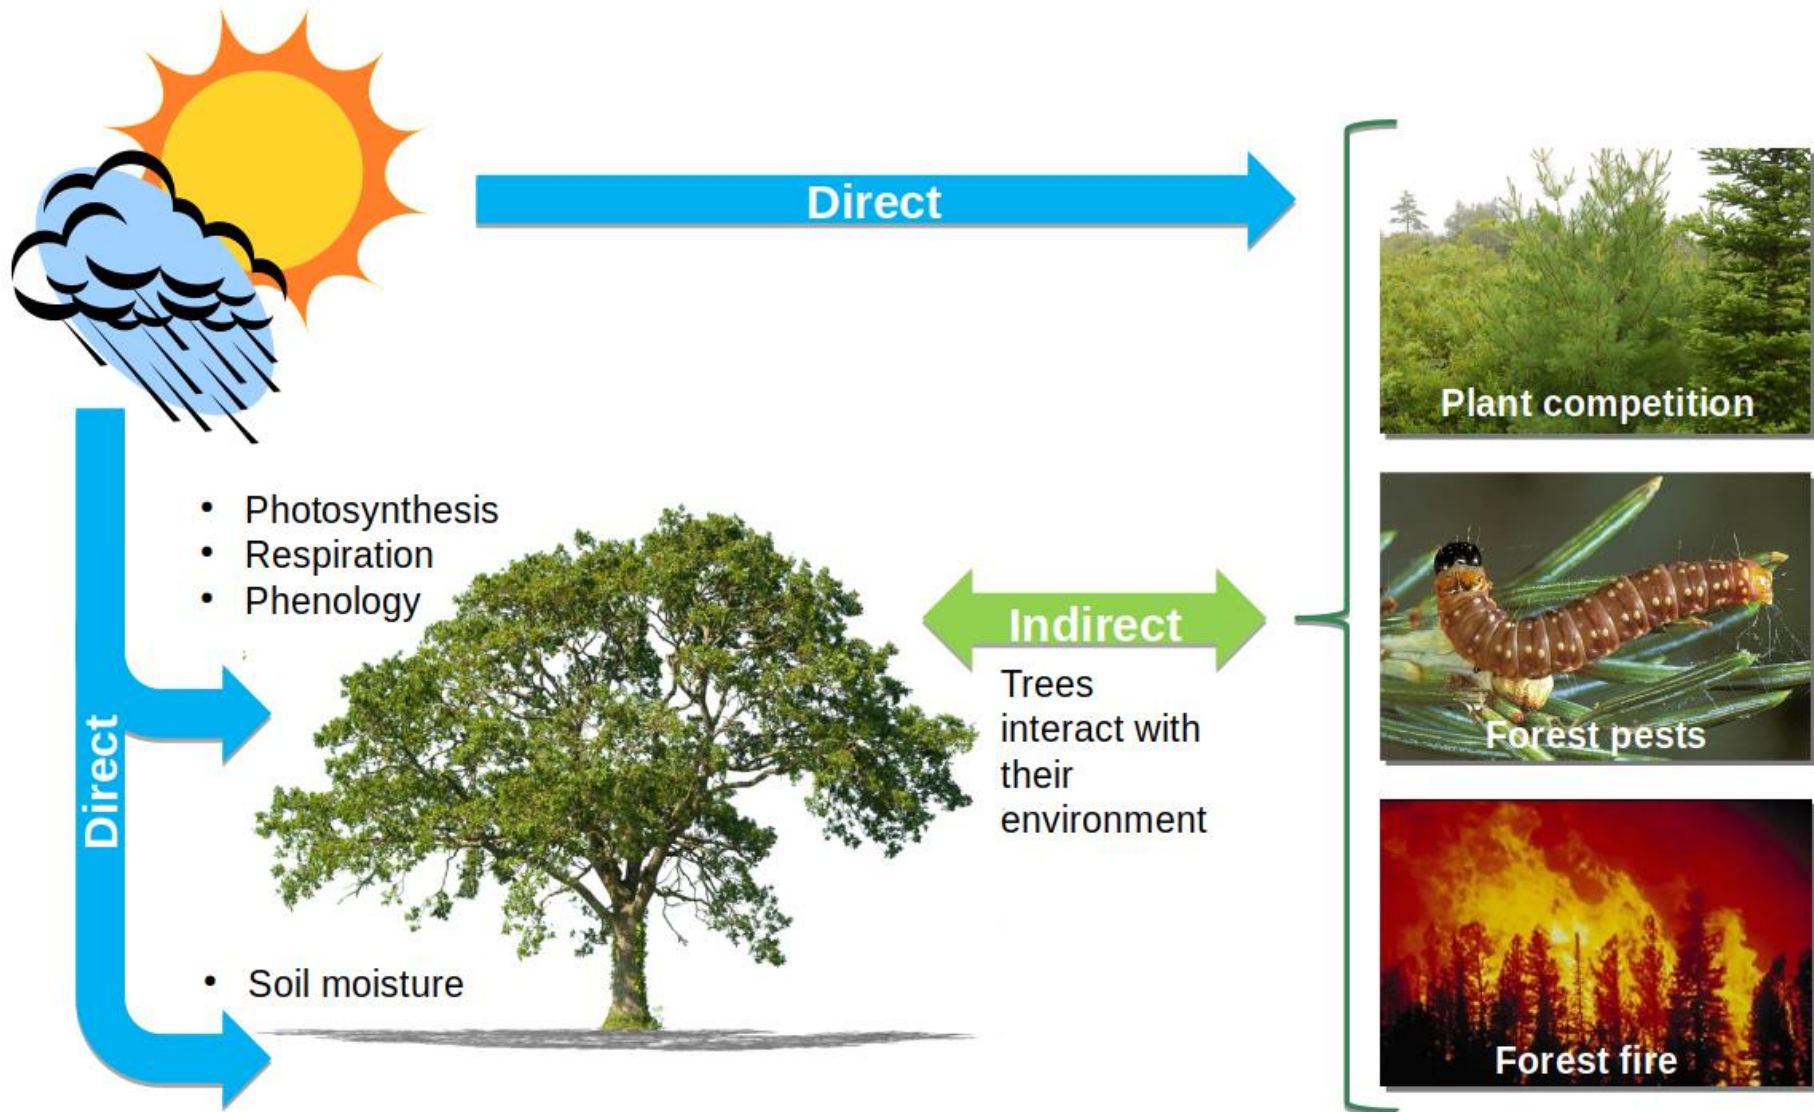 Direct
Plant competition
• Photosynthesis
• Respiration
• Phenology
Indirect
Trees
interact with
their
environment
Forest pests
Direct
• Soil moisture
Forest fire